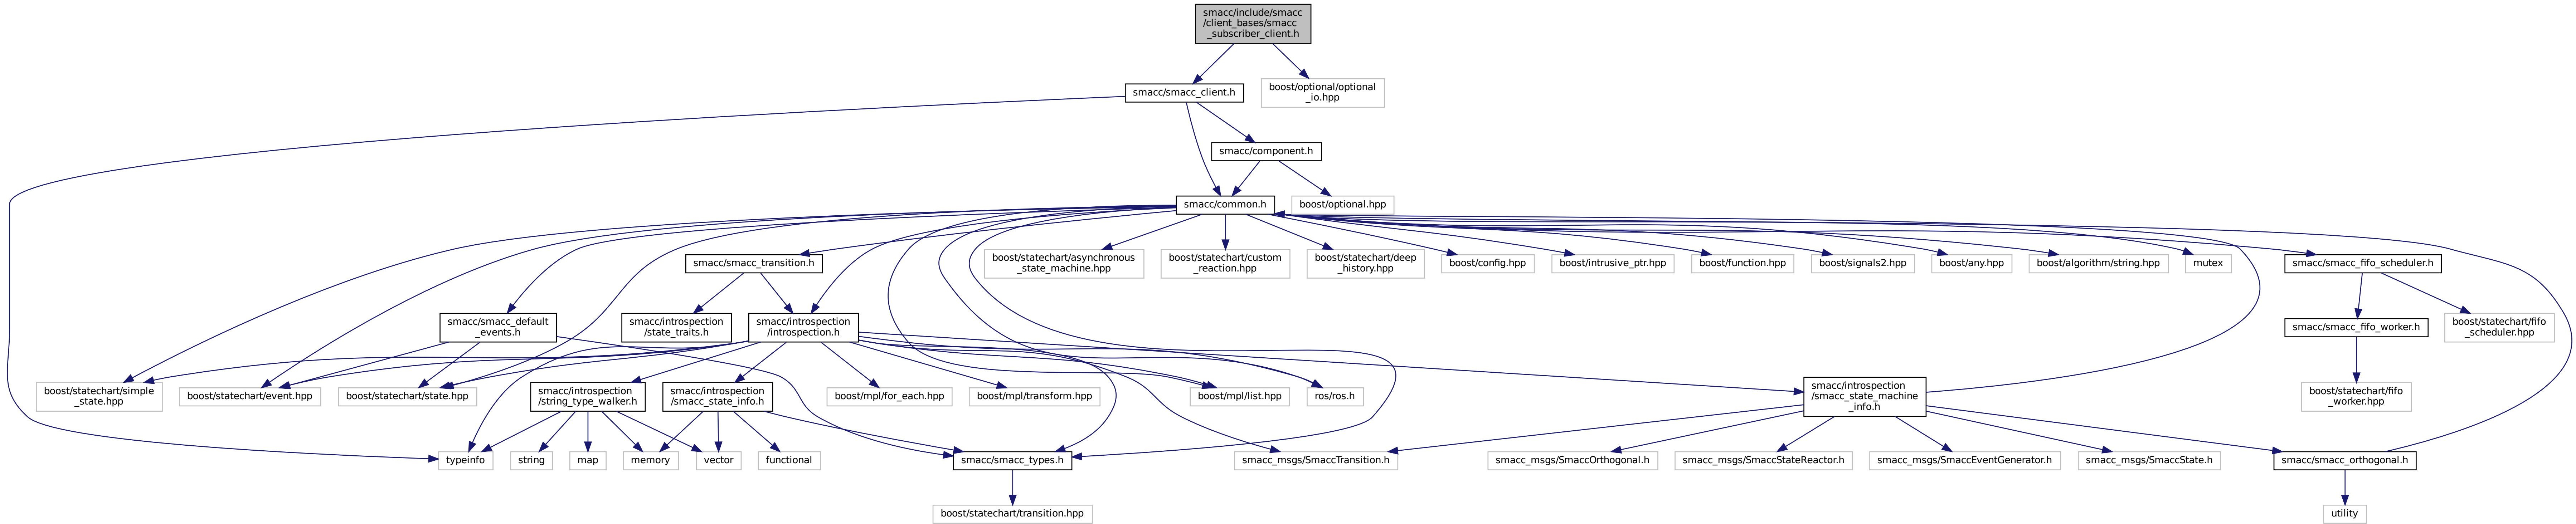 smacc/include/smacc
/client_bases/smacc
_subscriber_client.h
smacc/smacc_client.h
boost/optional/optional
_io.hpp
smacc/component.h
smacc/common.h
boost/optional.hpp
smacc/smacc_transition.h
boost/statechart/asynchronous
_state_machine.hpp
boost/statechart/custom
_reaction.hpp
boost/statechart/deep
_history.hpp
boost/config.hpp
boost/intrusive_ptr.hpp
boost/function.hpp
boost/signals2.hpp
boost/any.hpp
boost/algorithm/string.hpp
mutex
smacc/smacc_fifo_scheduler.h
smacc/smacc_default
_events.h
smacc/introspection
/state_traits.h
smacc/introspection
/introspection.h
smacc/smacc_fifo_worker.h
boost/statechart/fifo
_scheduler.hpp
boost/statechart/simple
_state.hpp
boost/statechart/event.hpp
boost/statechart/state.hpp
smacc/introspection
/string_type_walker.h
smacc/introspection
/smacc_state_info.h
boost/mpl/for_each.hpp
boost/mpl/transform.hpp
boost/mpl/list.hpp
ros/ros.h
smacc/introspection
/smacc_state_machine
_info.h
boost/statechart/fifo
_worker.hpp
typeinfo
string
map
memory
vector
functional
smacc/smacc_types.h
smacc_msgs/SmaccTransition.h
smacc_msgs/SmaccOrthogonal.h
smacc_msgs/SmaccStateReactor.h
smacc_msgs/SmaccEventGenerator.h
smacc_msgs/SmaccState.h
smacc/smacc_orthogonal.h
boost/statechart/transition.hpp
utility